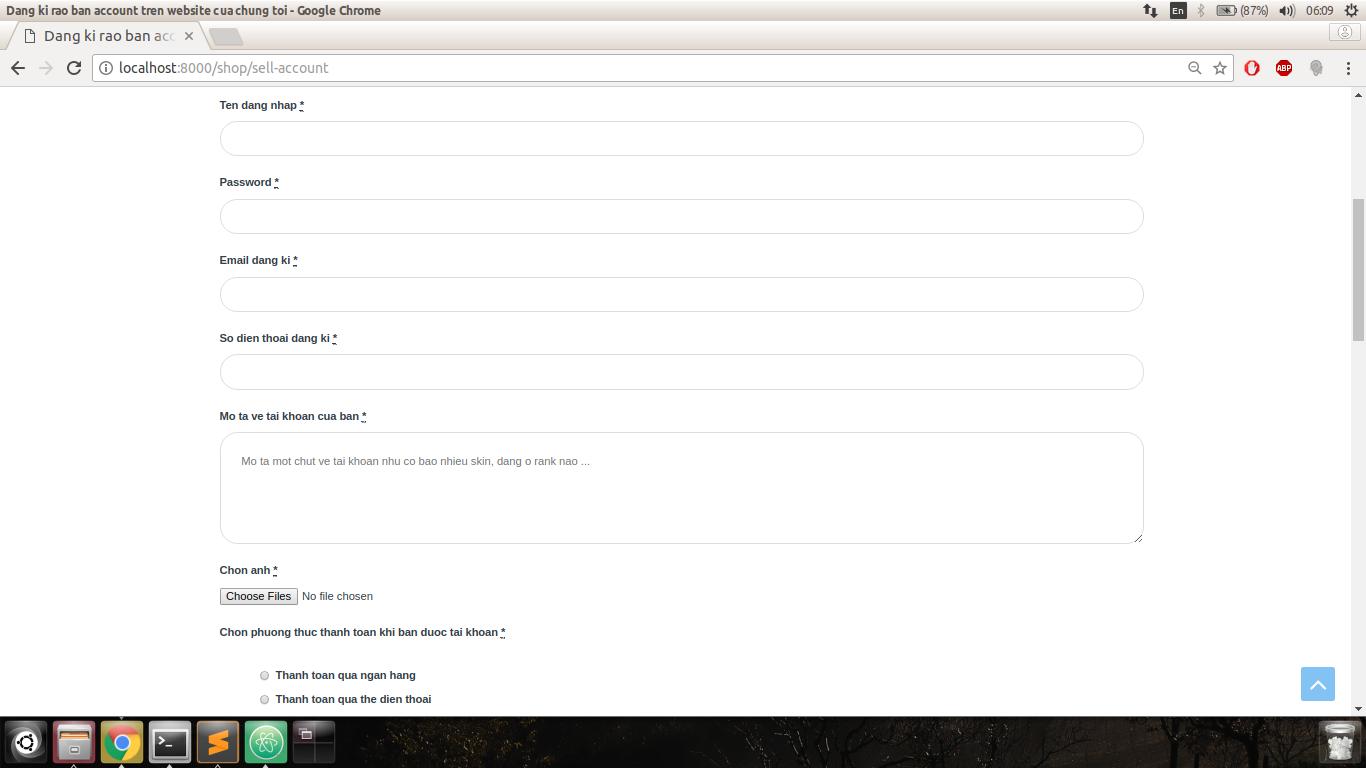 Dang ki rao ban account tren website cua chung toi - Google Chrome
En (87%) 06:09
Dang ki rao ban acc
localhost:8000/shop/sell-account
ABP
Ten dang nhap *
Password *
Email dang ki *
So dien thoai dang ki *
Mo ta ve tai khoan cua ban *
Mo ta mot chut ve tai khoan nhu co bao nhieu skin, dang o rank nao ...
Chon anh *
Choose Files No file chosen
Chon phuong thuc thanh toan khi ban duoc tai khoan *
Thanh toan qua ngan hang
Thanh toan qua the dien thoai